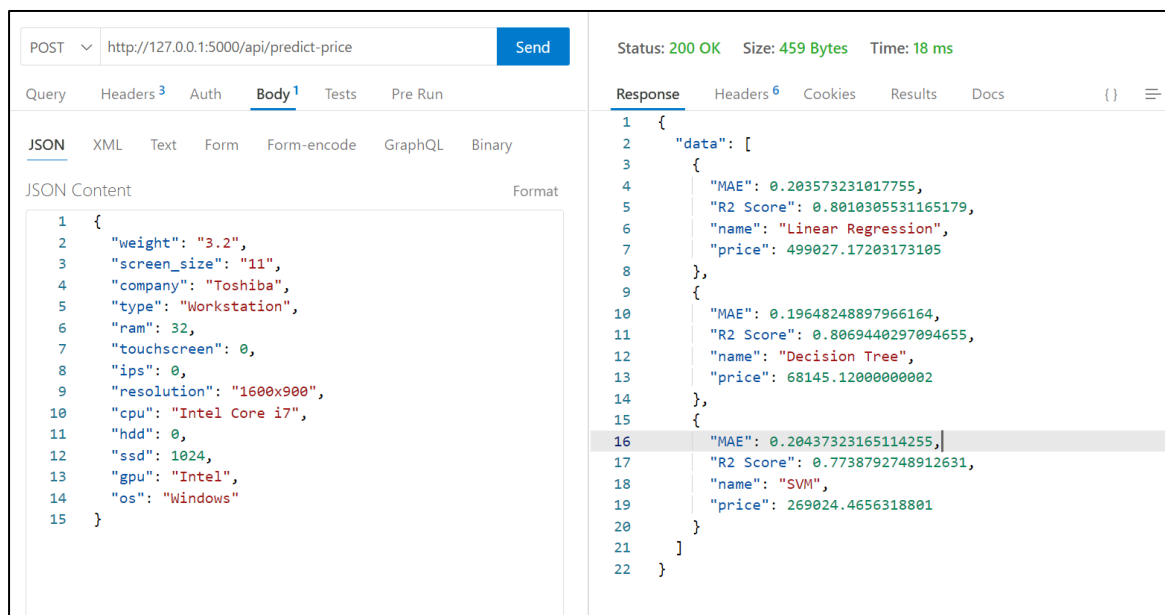 POST http://127.0.0.1:5000/api/predict-price Send
Query Headers 3 Auth Body 1 Tests Pre Run
JSON XML Text Form Form-encode GraphQL Binary
JSON Content Format
1 {
2 "weight": "3.2",
3 "screen_size": "11",
4 "company": "Toshiba",
5 "type": "Workstation",
6 "ram": 32,
7 "touchscreen": 0,
8 "ips": 0,
9 "resolution": "1600x900",
10 "cpu": "Intel Core i7",
11 "hdd": 0,
12 "ssd": 1024,
13 "gpu": "Intel",
14 "os": "Windows"
15 }
Status: 200 OK Size: 459 Bytes Time: 18 ms
Response Headers 6 Cookies Results Docs { }
1 {
2 "data": [
3 {
4 "MAE": 0.203573231017755,
5 "R2 Score": 0.8010305531165179,
6 "name": "Linear Regression",
7 "price": 499027.17203173105
8 },
9 {
10 "MAE": 0.19648248897966164,
11 "R2 Score": 0.8069440297094655,
12 "name": "Decision Tree",
13 "price": 68145.12000000002
14 },
15 {
16 "MAE": 0.20437323165114255,
17 "R2 Score": 0.7738792748912631,
18 "name": "SVM",
19 "price": 269024.4656318801
20 }
21 ]
22 }